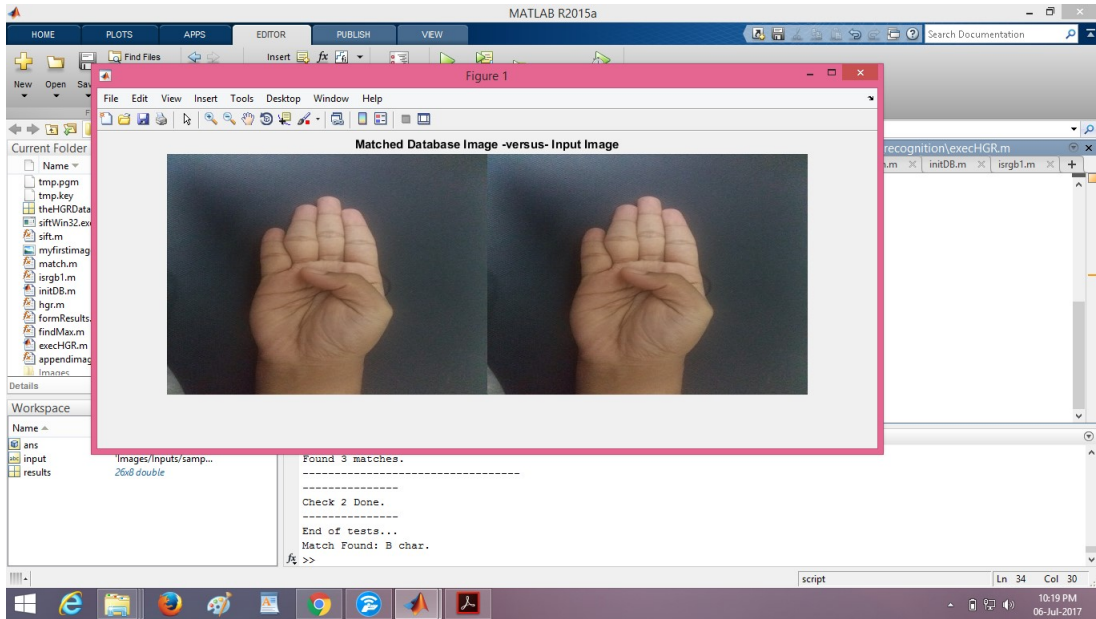 MATLAB R2015a
HOME PLOTS APPS EDITOR PUBLISH VIEW
Search Documentation
Find Files
Insert
fx
New Open
Figure 1
File Edit View Insert Tools Desktop Window Help
Current Folder
recognition\execHGR.m
Name
initDB.m
isrgb1.m
Matched Database Image -versus- Input Image
tmp.pgm
tmp.key
theHGRData
siftWin32.ex
sift.m
myfirstimag
match.m
isrgb1.m
initDB.m
hgr.m
formResults.
findMax.m
execHGR.m
appendimag
Images
Details
Workspace
Name
ans
input 'Images/Inputs/samp...
results 26x8 double
Found 3 matches.
----------------------------------
---------------
Check 2 Done.
---------------
End of tests...
Match Found: B char.
fx >>
script Ln 34 Col 30
10:19 PM
06-Jul-2017